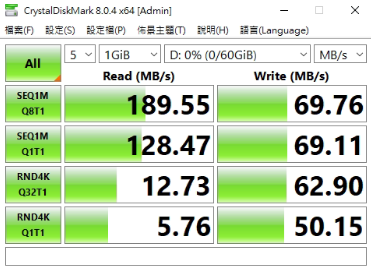 CrystalDiskMark 8.0.4 x64 [Admin]
檔案(F) 設定(S) 設定檔(P) 佈景主題(T) 說明(H) 語言(Language)
All 5 1GiB D: 0% (0/60GiB) MB/s
Read (MB/s) Write (MB/s)
SEQ1M Q8T1 189.55 69.76
SEQ1M Q1T1 128.47 69.11
RND4K Q32T1 12.73 62.90
RND4K Q1T1 5.76 50.15